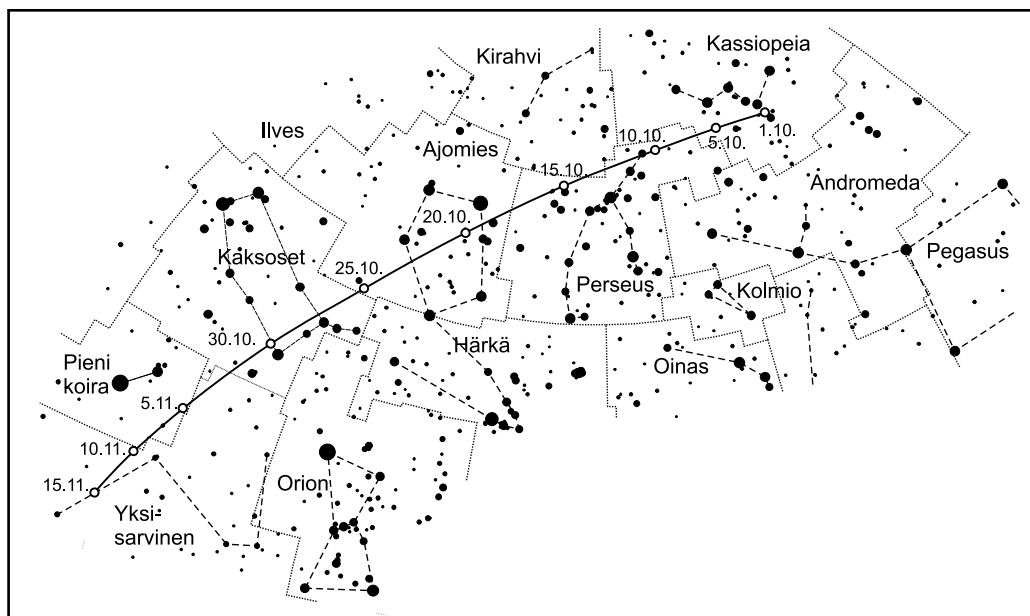 Kirahvi
Kassiopeia
Ilves
Ajomies
10.10.
5.10.
1.10.
15.10.
Andromeda
20.10.
Kaksoset
25.10.
Perseus
Kolmio
Pegasus
30.10.
Härkä
Oinas
Pieni
koira
5.11.
10.11.
15.11.
Orion
Yksi-
sarvinen